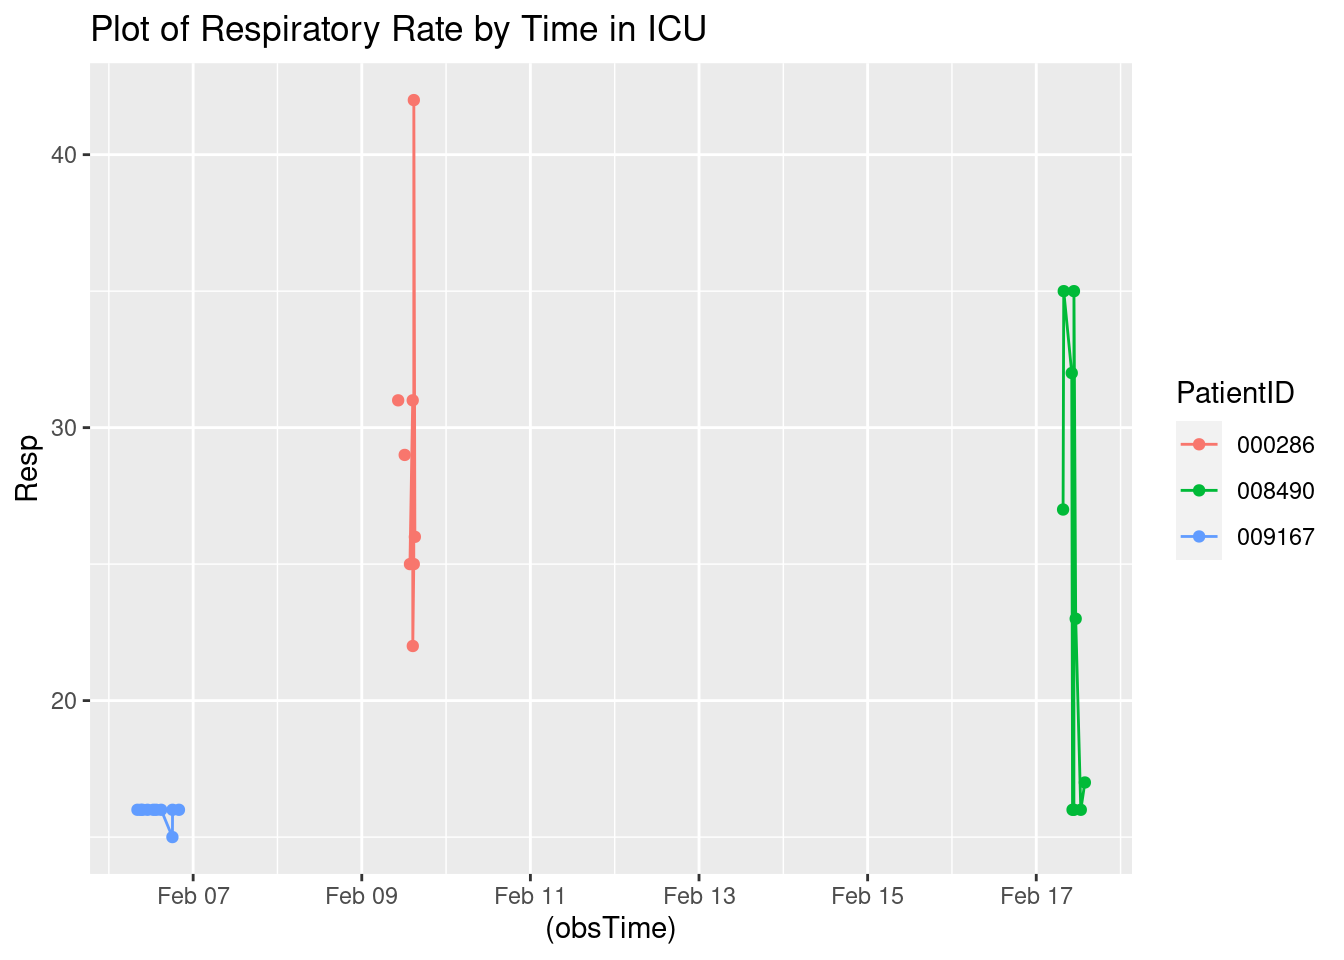 Plot of Respiratory Rate by Time in ICU
40
30
20
Resp
Feb 07 Feb 09 Feb 11 Feb 13 Feb 15 Feb 17
(obsTime)
PatientID
000286
008490
009167